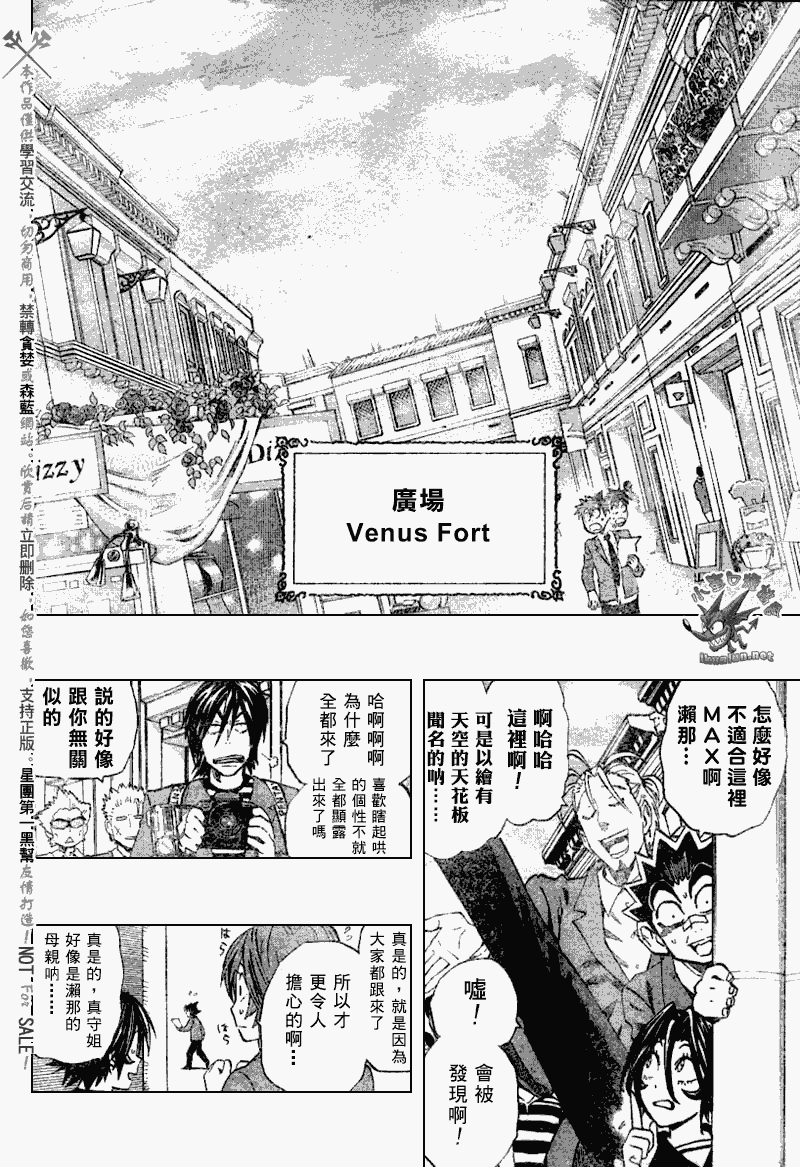 廣場
Venus Fort
izzy
Diz
怎麼好像
不適合這裡
MAX啊
瀨那…
啊哈哈
這裡啊!
可是以繪有
天空的天花板
聞名的吶……
噓!
會被
發現啊!
哈啊啊啊
為什麼
全都來了
喜歡瞎起哄
的個性不就
全都顯露
出來了嗎
說的好像
跟你無關
似的
真是的,就是因為
大家都跟來了
所以才
更令人
擔心的啊…
はら
はら
真是的,真守姐
好像是瀨那的
母親吶……
本作品僅供學習交流,切勿商用,禁轉貪婪或森藍網站。欣賞后請立即刪除,如您喜歡,支持正版。星團第一黑幫友情打造!NOT For SALE!